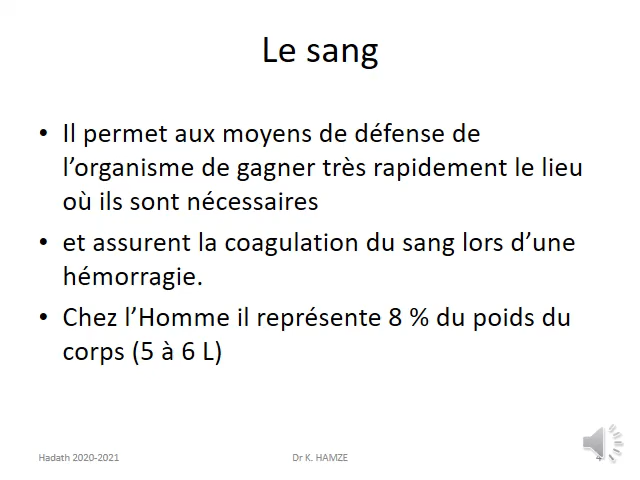 Le sang
• Il permet aux moyens de défense de
l’organisme de gagner très rapidement le lieu
où ils sont nécessaires
• et assurent la coagulation du sang lors d’une
hémorragie.
• Chez l’Homme il représente 8 % du poids du
corps (5 à 6 L)
Hadath 2020-2021
Dr K. HAMZE
4